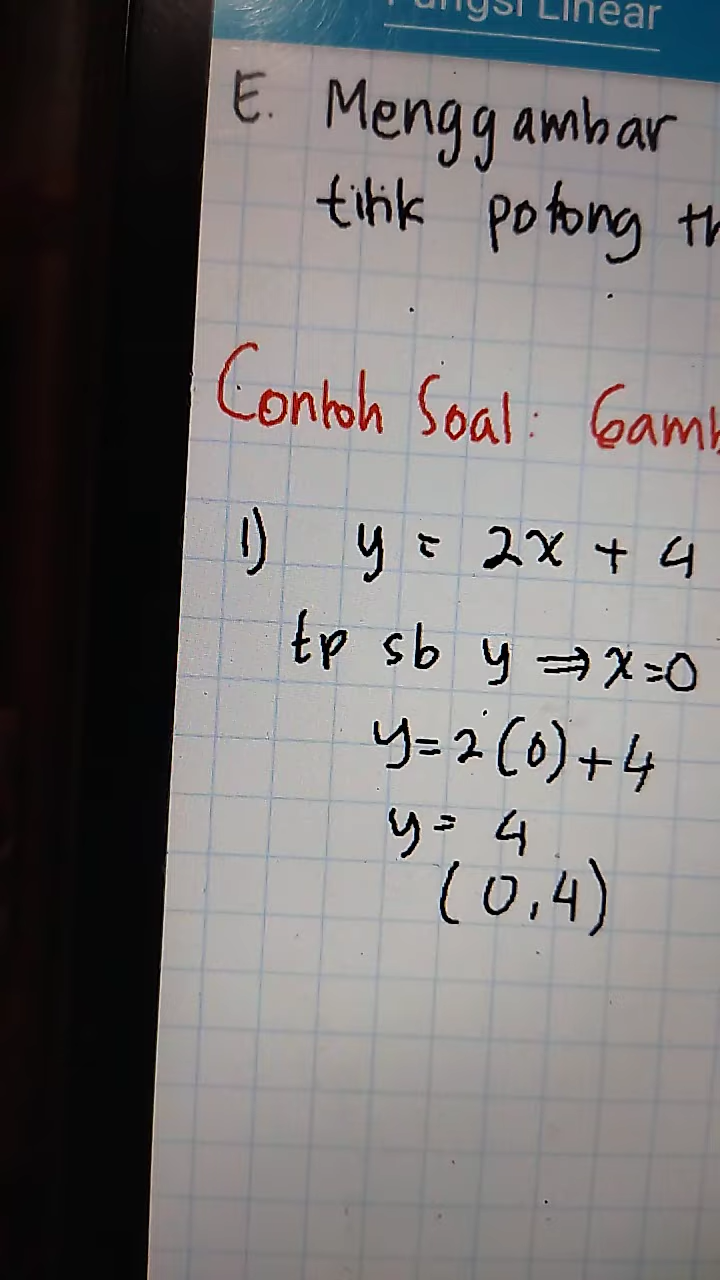 Fungsi Linear
E. Menggambar
titik potong
Contoh Soal:
1) y = 2x + 4
tp sb y ⇒ x=0
y=2(0)+4
y= 4
(0,4)